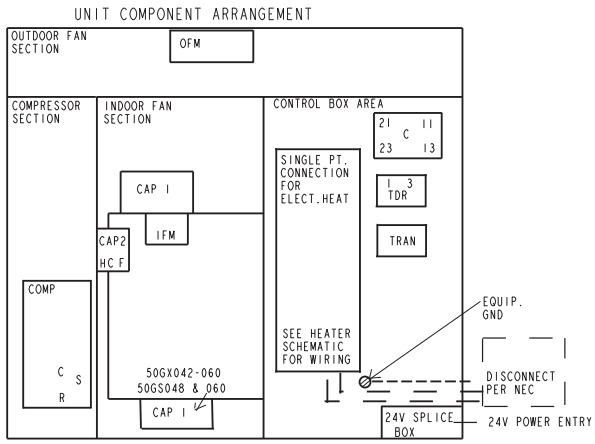 UNIT COMPONENT ARRANGEMENT
OUTDOOR FAN
SECTION
OFM
COMPRESSOR
SECTION
INDOOR FAN
SECTION
CONTROL BOX AREA
21 11
C
23 13
SINGLE PT.
CONNECTION
FOR
ELECT.HEAT
1 3
TDR
CAP 1
IFM
CAP2
H C F
TRAN
COMP
C
S
R
SEE HEATER
SCHEMATIC
FOR WIRING
EQUIP.
GND
50GX042-060
50GS048 & 060
CAP 1
DISCONNECT
PER NEC
24V SPLICE
BOX
24V POWER ENTRY